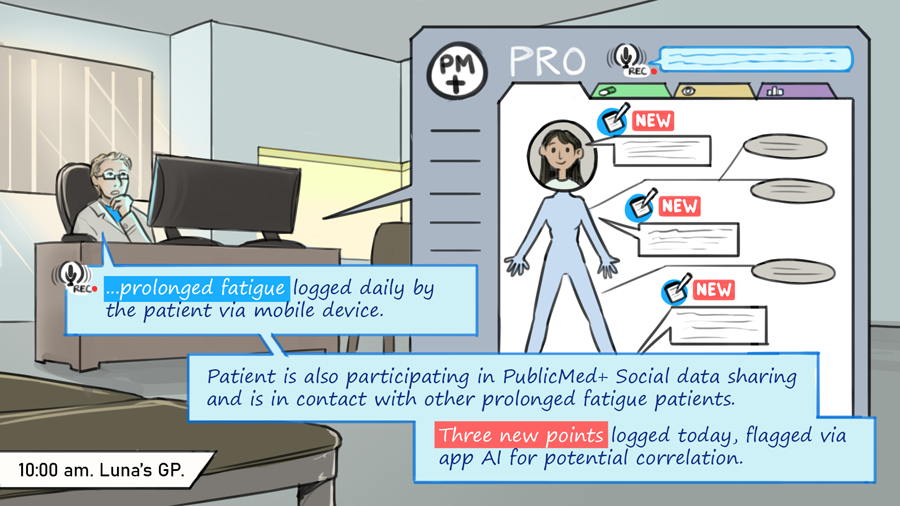 PM
+
PRO
REC
NEW
NEW
NEW
REC
...prolonged fatigue logged daily by
the patient via mobile device.
Patient is also participating in PublicMed+ Social data sharing
and is in contact with other prolonged fatigue patients.
Three new points logged today, flagged via
app AI for potential correlation.
10:00 am. Luna's GP.